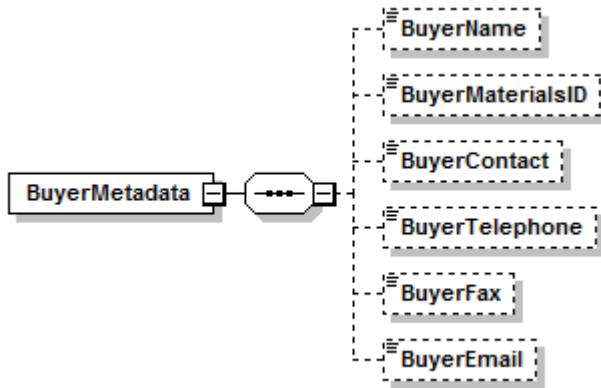 BuyerName
BuyerMaterialsID
BuyerContact
BuyerMetadata
BuyerTelephone
BuyerFax
BuyerEmail